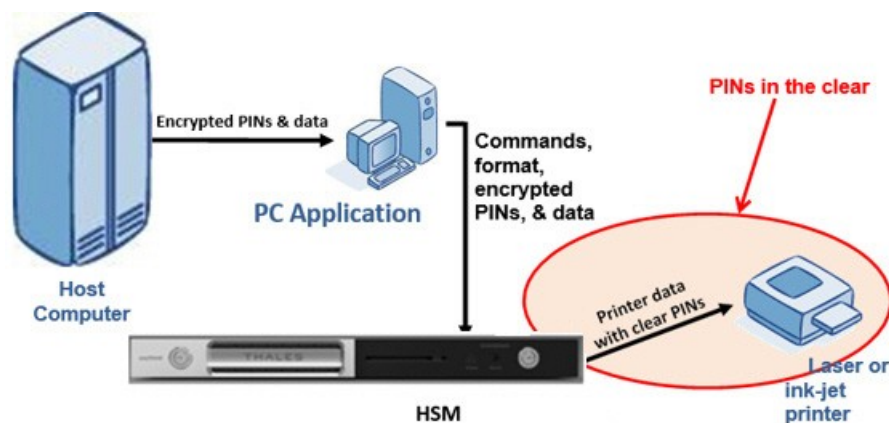 PINs in the clear
Encrypted PINs & data
Commands,
format,
encrypted
PINs, & data
PC Application
Host
Computer
Printer data
with clear PINs
THALES
Laser or
ink-jet
printer
HSM